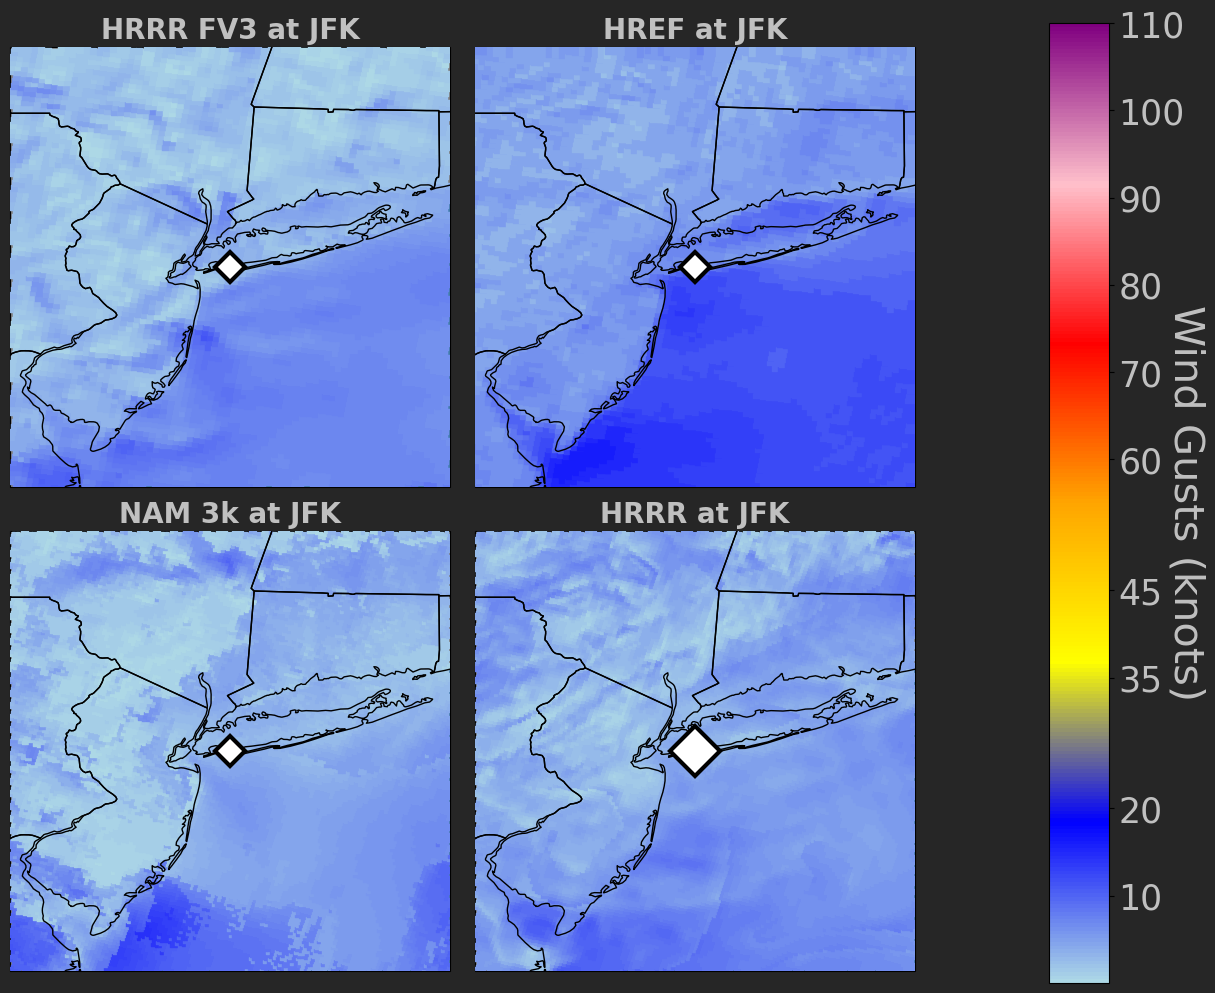 HRRR FV3 at JFK
HREF at JFK
NAM 3k at JFK
HRRR at JFK
110
100
90
80
70
60
45
35
20
10
Wind Gusts (knots)